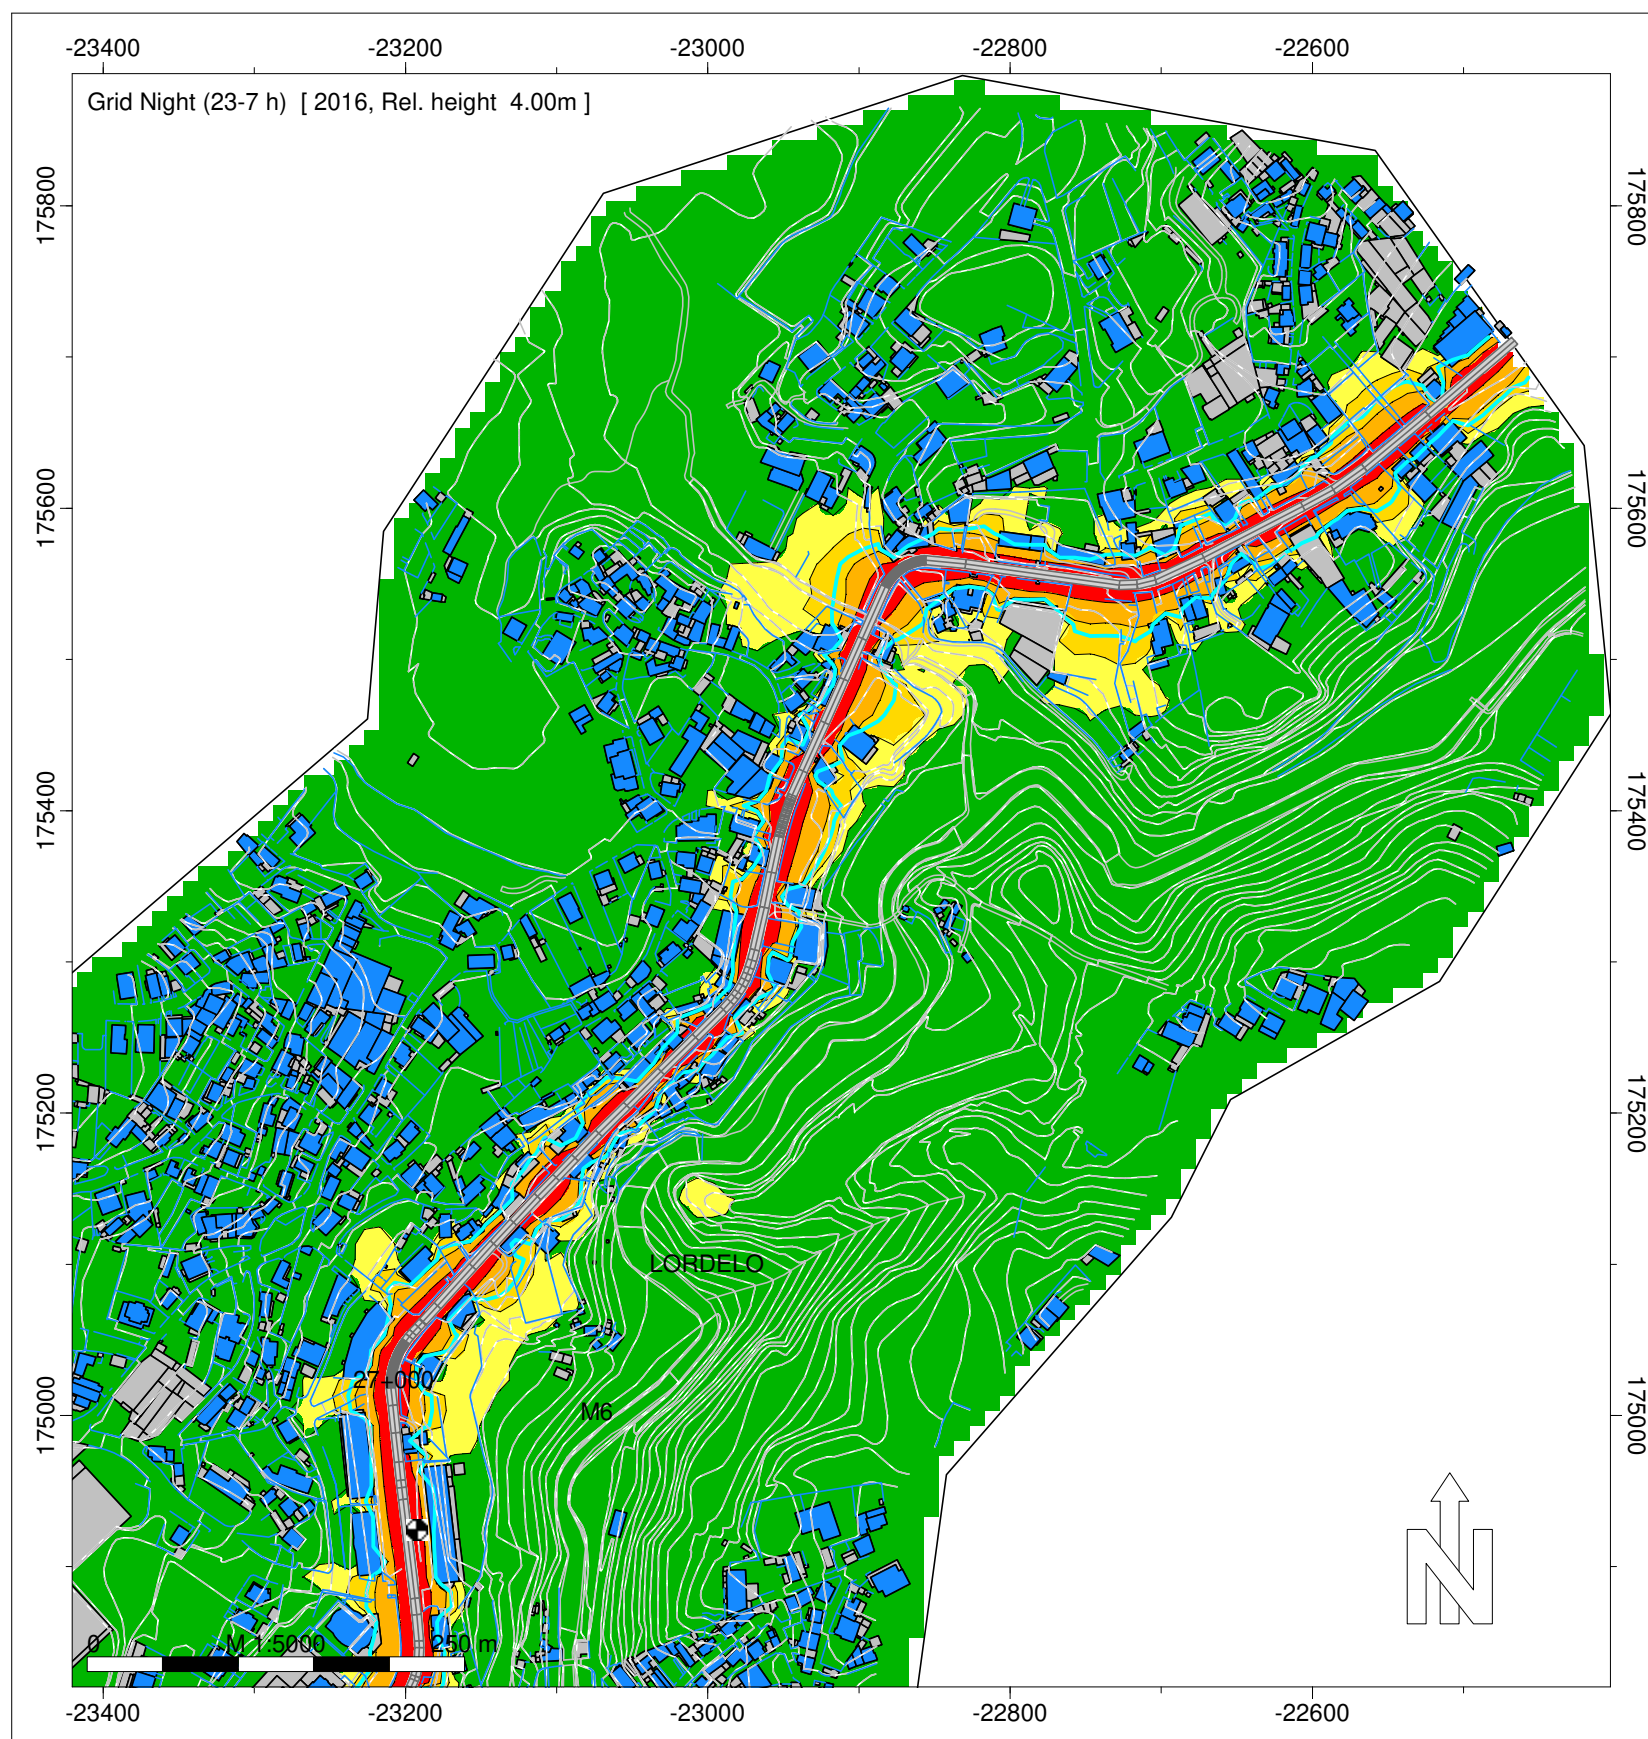 -23400 -23200 -23000 -22800 -22600
Grid Night (23-7 h) [ 2016, Rel. height 4.00m ]
175800 175800
175600 175600
175400 175400
175200 175200
LORDELO
27+000
M6
175000 175000
N
0 M 1:5000 250 m
-23400 -23200 -23000 -22800 -22600